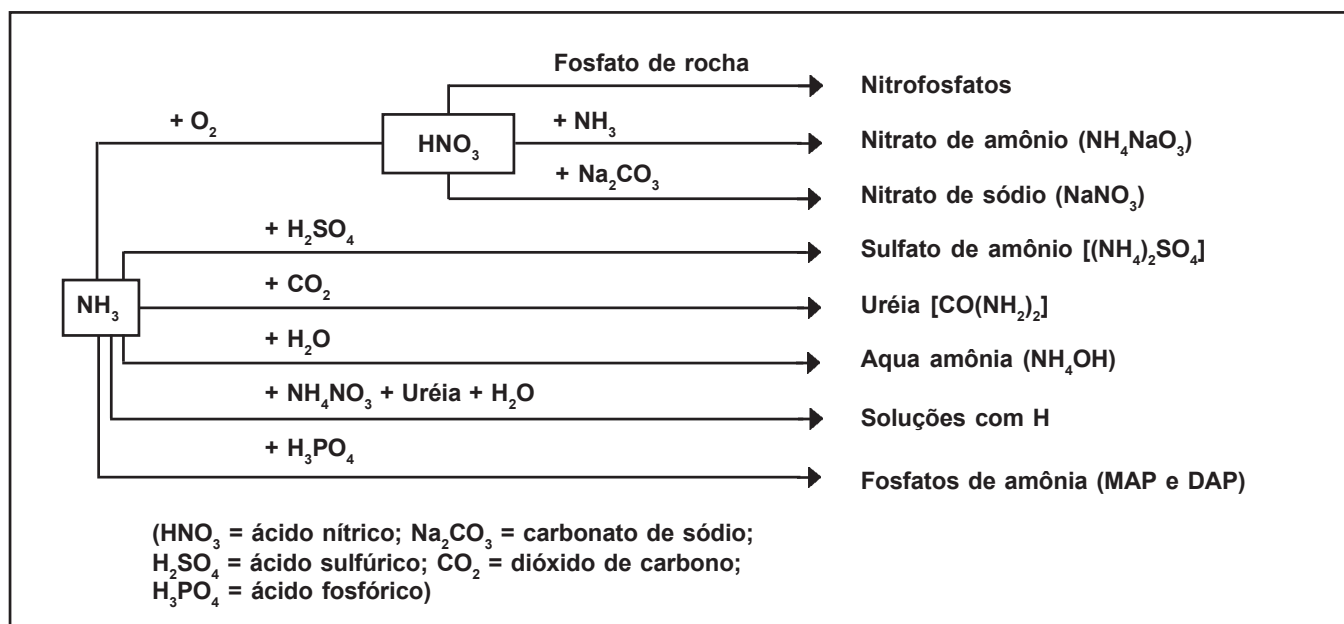 Fosfato de rocha
Nitrofosfatos
+ O₂
HNO₃
+ NH₃
Nitrato de amônio (NH₄NaO₃)
+ Na₂CO₃
Nitrato de sódio (NaNO₃)
+ H₂SO₄
Sulfato de amônio [(NH₄)₂SO₄]
NH₃
+ CO₂
Uréia [CO(NH₂)₂]
+ H₂O
Aqua amônia (NH₄OH)
+ NH₄NO₃ + Uréia + H₂O
Soluções com H
+ H₃PO₄
Fosfatos de amônia (MAP e DAP)
(HNO₃ = ácido nítrico; Na₂CO₃ = carbonato de sódio;
H₂SO₄ = ácido sulfúrico; CO₂ = dióxido de carbono;
H₃PO₄ = ácido fosfórico)